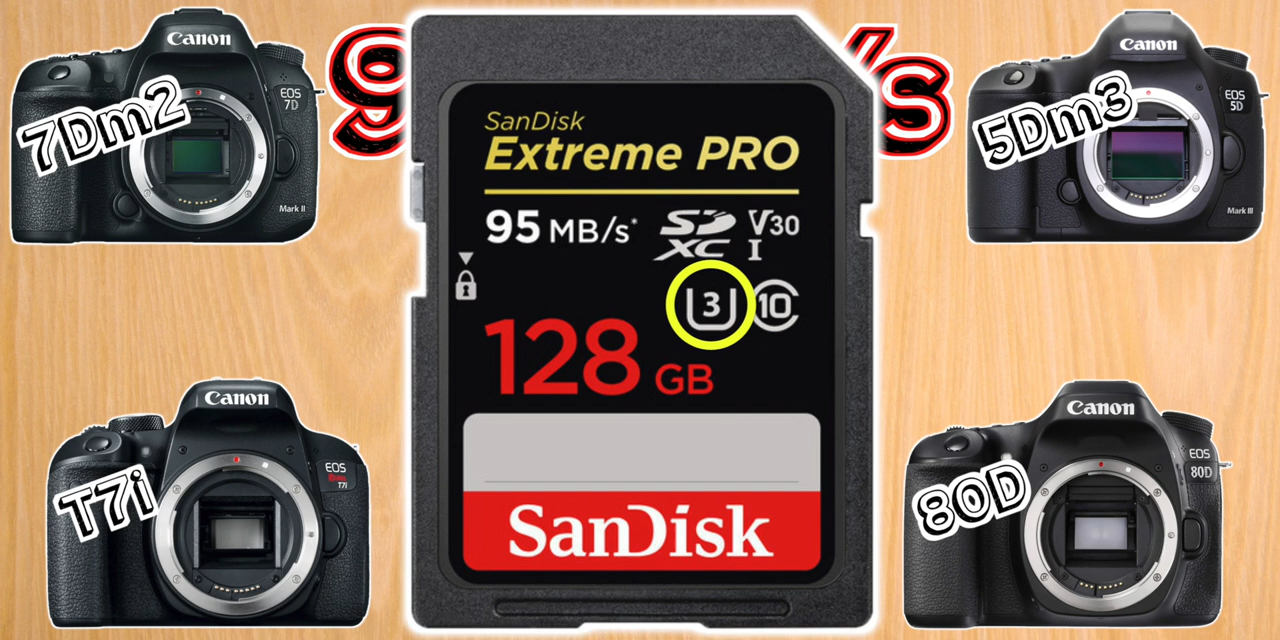 Canon
EOS
7D
Mark II
7Dm2
9
/s
Canon
EOS
5D
Mark III
5Dm3
SanDisk
Extreme PRO
95 MB/s*
SD XC
V30
I
3
10
128 GB
SanDisk
Canon
EOS
T7i
T7i
Canon
EOS
80D
80D